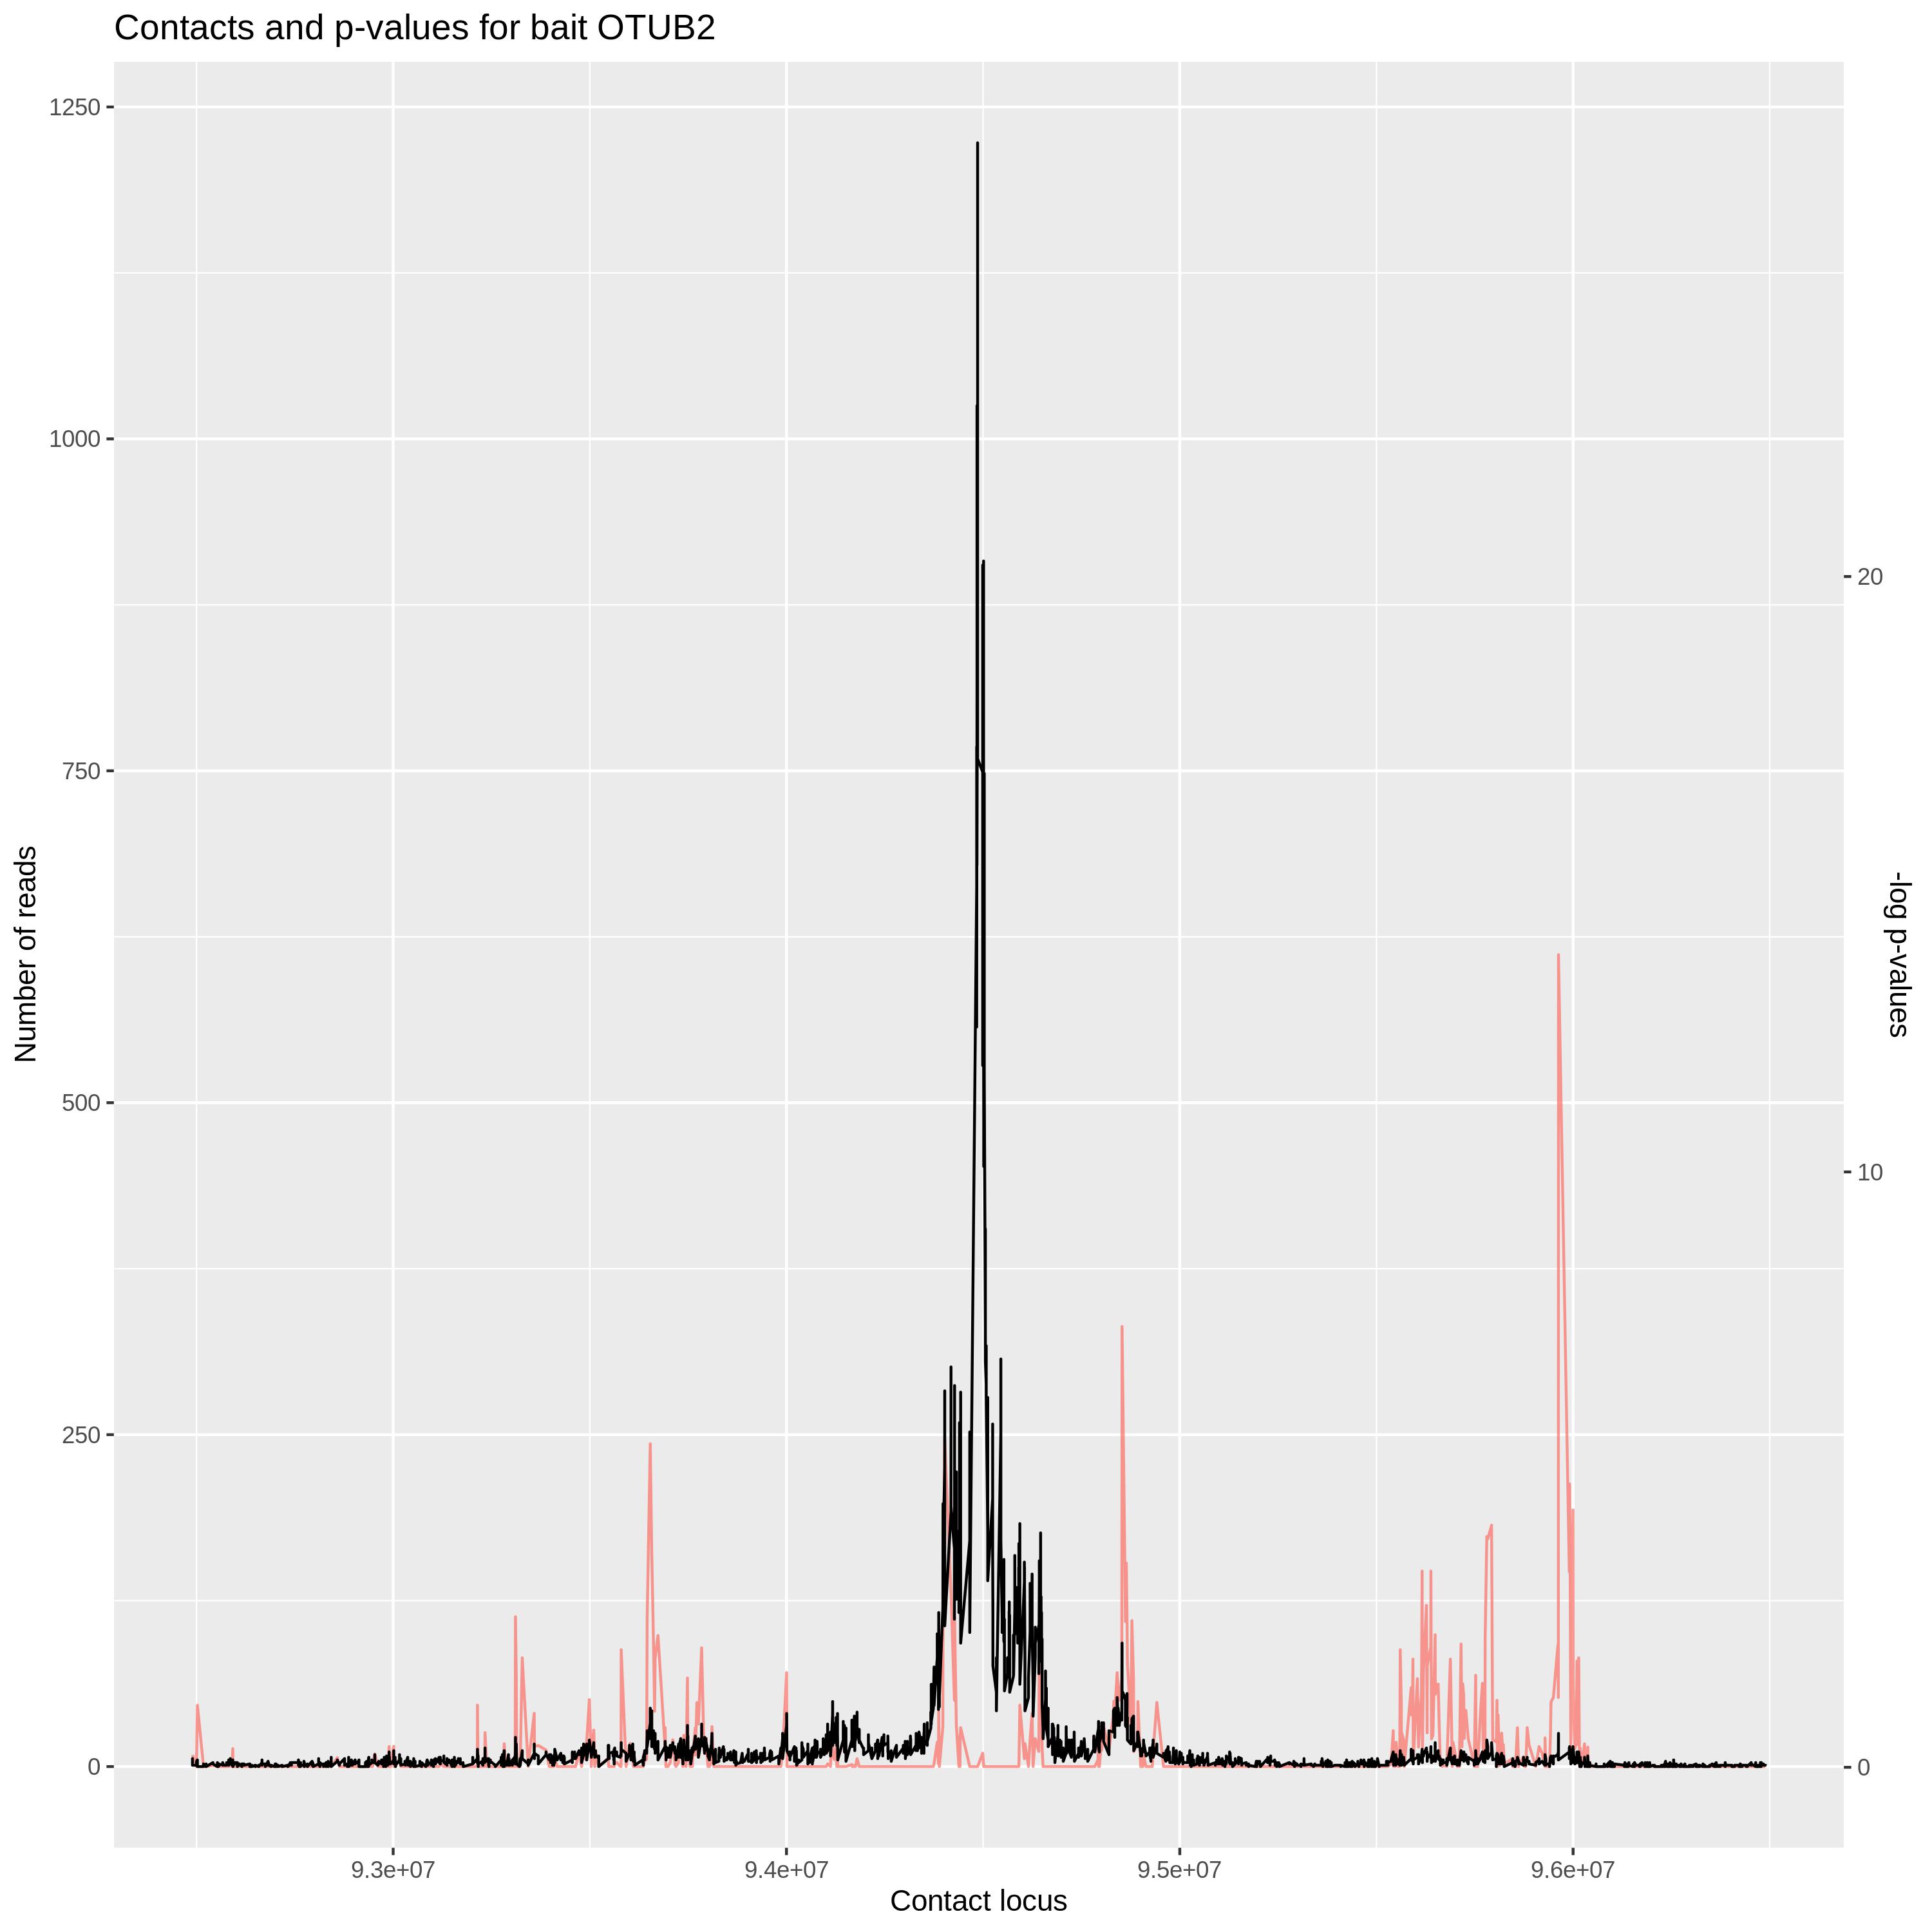 Contacts and p-values for bait OTUB2
1250
1000
750
500
250
0
Number of reads
20
10
0
-log p-values
9.3e+07
9.4e+07
9.5e+07
9.6e+07
Contact locus